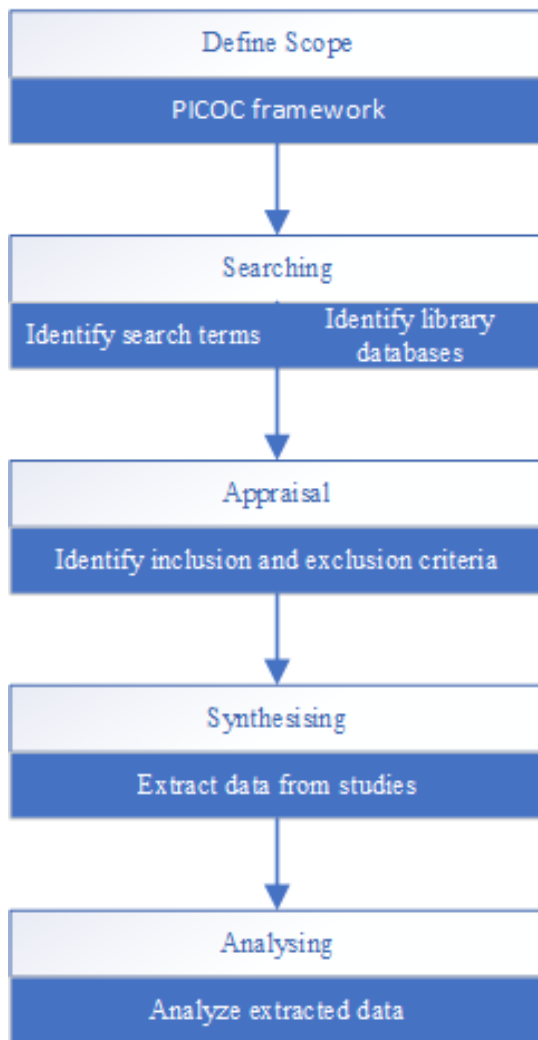 Define Scope
PICOC framework
Searching
Identify search terms
Identify library
databases
Appraisal
Identify inclusion and exclusion criteria
Synthesising
Extract data from studies
Analysing
Analyze extracted data